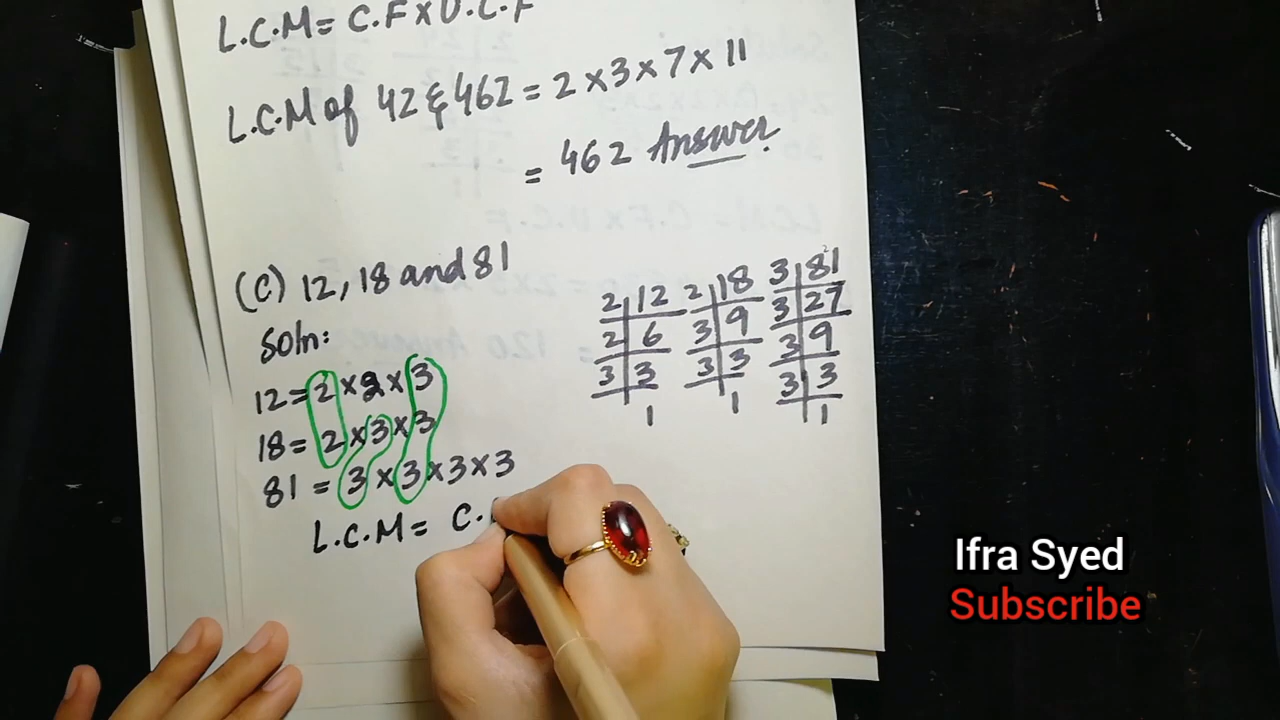 L.C.M = C.F x U.C.F
L.C.M of 42 & 462 = 2 x 3 x 7 x 11
= 462 Answer.
(C) 12, 18 and 81
Soln:
12 = 2 x 2 x 3
18 = 2 x 3 x 3
81 = 3 x 3 x 3 x 3
L.C.M = C.
2 | 12
2 | 6
3 | 3
1
2 | 18
3 | 9
3 | 3
1
3 | 81
3 | 27
3 | 9
3 | 3
1
Ifra Syed
Subscribe